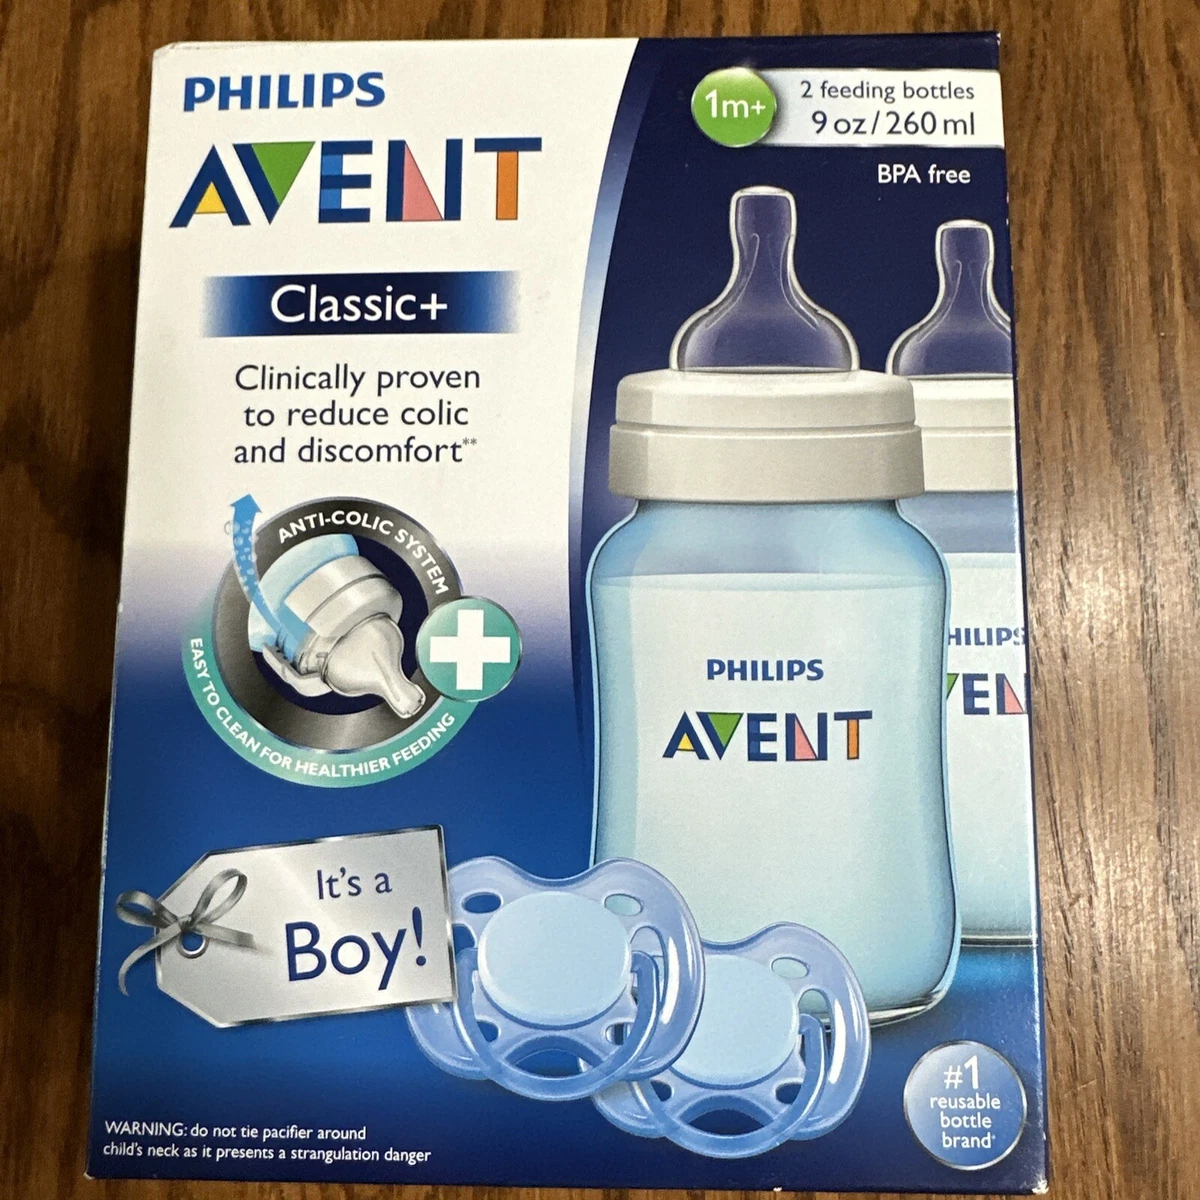 PHILIPS
AVENT
Classic+
Clinically proven
to reduce colic
and discomfort**
ANTI-COLIC SYSTEM
EASY TO CLEAN FOR HEALTHIER FEEDING
1m+
2 feeding bottles
9 oz/260 ml
BPA free
PHILIPS
AVENT
HILIPS
VEN
It's a
Boy!
#1
reusable
bottle
brand*
WARNING: do not tie pacifier around
child's neck as it presents a strangulation danger